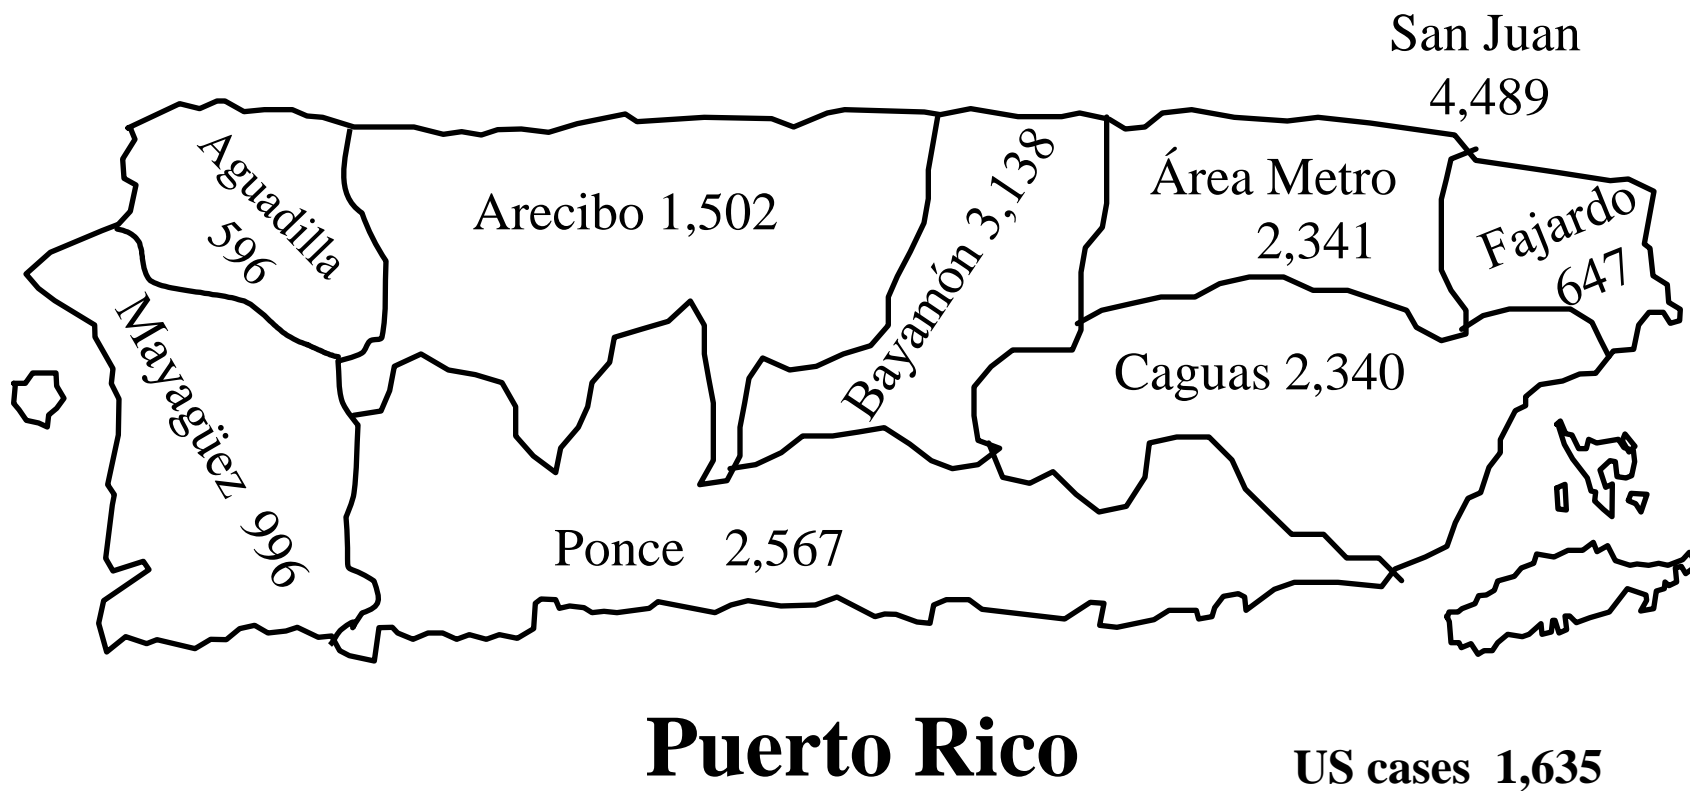 San Juan
4,489
Aguadilla
596
Arecibo 1,502
Bayamón 3,138
Área Metro
2,341
Fajardo
647
Mayagüez 996
Caguas 2,340
Ponce 2,567
Puerto Rico
US cases 1,635